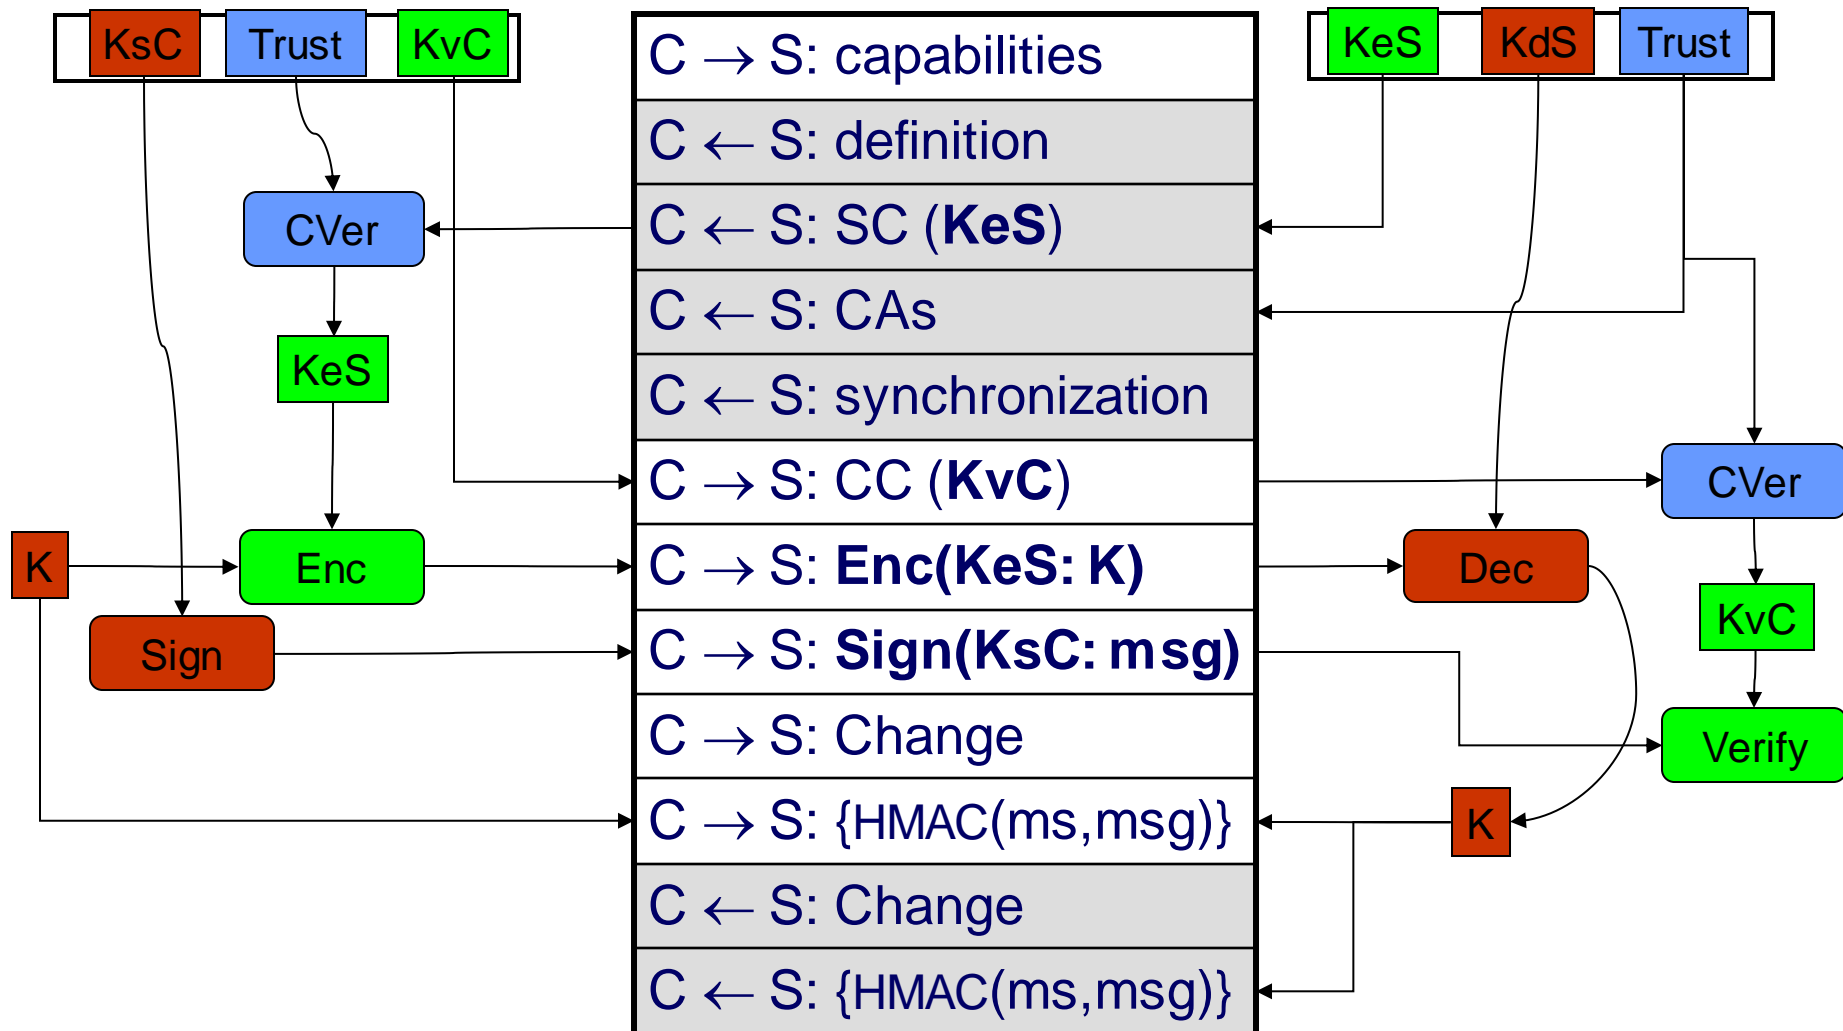 KsC Trust KvC
KeS KdS Trust
C → S: capabilities
C ← S: definition
C ← S: SC (KeS)
C ← S: CAs
C ← S: synchronization
C → S: CC (KvC)
C → S: Enc(KeS: K)
C → S: Sign(KsC: msg)
C → S: Change
C → S: {HMAC(ms,msg)}
C ← S: Change
C ← S: {HMAC(ms,msg)}
CVer
KeS
K
Enc
Sign
CVer
Dec
KvC
Verify
K